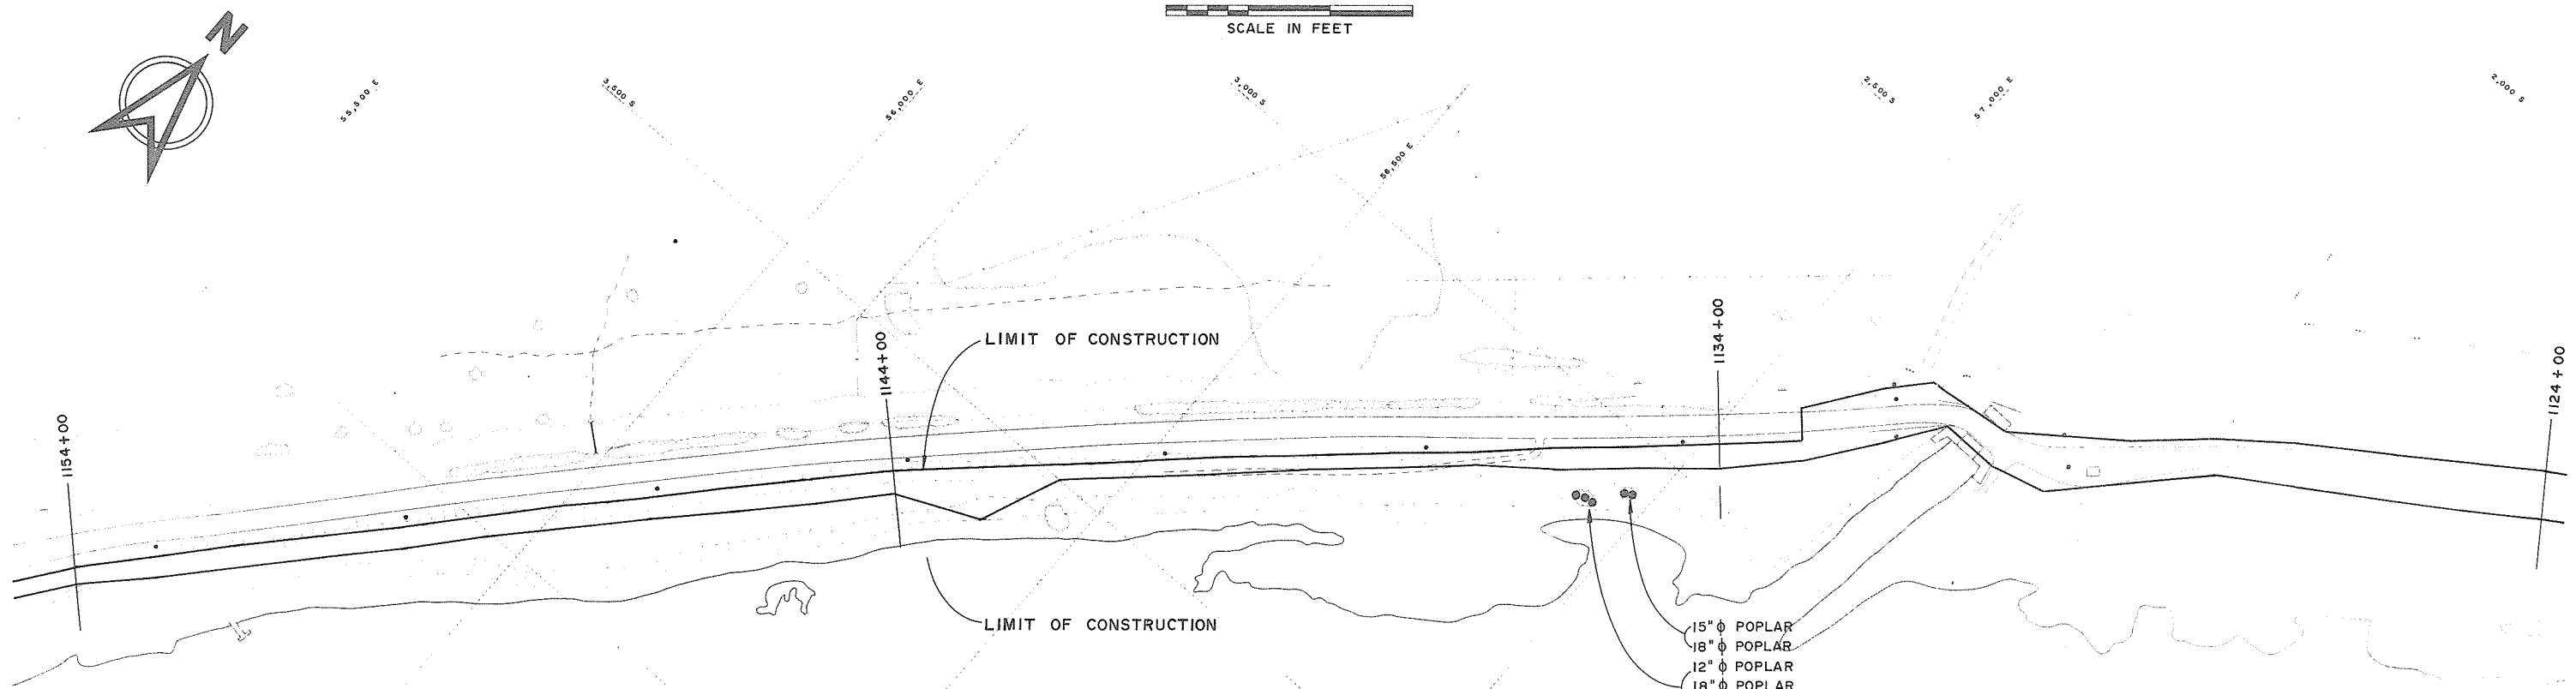 SCALE IN FEET
N
55,500 E
3,500 S
56,000 E
3,000 S
56,500 E
2,500 S
57,000 E
2,000 S
1154+00
1144+00
LIMIT OF CONSTRUCTION
1134+00
1124+00
LIMIT OF CONSTRUCTION
15" ϕ POPLAR
18" ϕ POPLAR
12" ϕ POPLAR
18" ϕ POPLAR